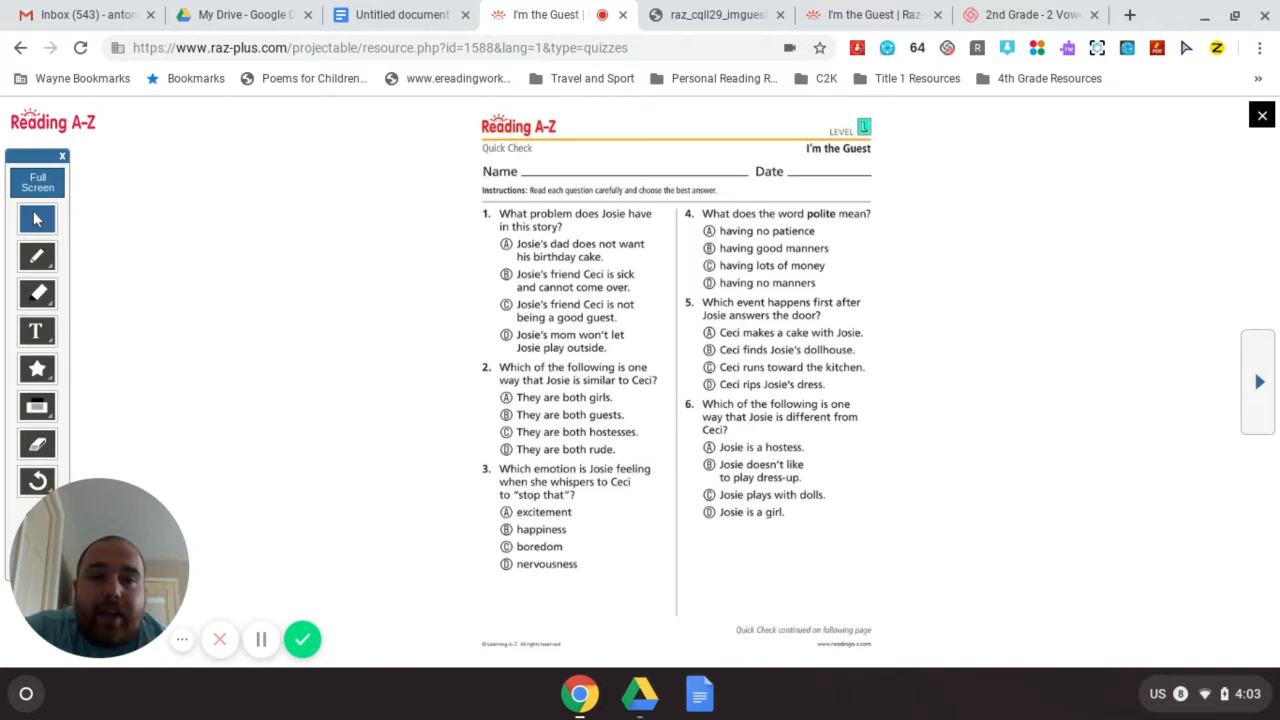 Inbox (543) - anton
My Drive - Google D
Untitled document
I'm the Guest |
raz_cqll29_imgues
I'm the Guest | Raz-
2nd Grade - 2 Vowe
https://www.raz-plus.com/projectable/resource.php?id=1588&lang=1&type=quizzes
64
Wayne Bookmarks
Bookmarks
Poems for Children...
www.ereadingwork...
Travel and Sport
Personal Reading R...
C2K
Title 1 Resources
4th Grade Resources
»
Reading A-Z
x
Full
Screen
T
Reading A-Z
LEVEL L
Quick Check
I'm the Guest
Name
Date
Instructions: Read each question carefully and choose the best answer.
1. What problem does Josie have
in this story?
A Josie's dad does not want
his birthday cake.
B Josie's friend Ceci is sick
and cannot come over.
C Josie's friend Ceci is not
being a good guest.
D Josie's mom won't let
Josie play outside.
2. Which of the following is one
way that Josie is similar to Ceci?
A They are both girls.
B They are both guests.
C They are both hostesses.
D They are both rude.
3. Which emotion is Josie feeling
when she whispers to Ceci
to “stop that”?
A excitement
B happiness
C boredom
D nervousness
4. What does the word polite mean?
A having no patience
B having good manners
C having lots of money
D having no manners
5. Which event happens first after
Josie answers the door?
A Ceci makes a cake with Josie.
B Ceci finds Josie's dollhouse.
C Ceci runs toward the kitchen.
D Ceci rips Josie's dress.
6. Which of the following is one
way that Josie is different from
Ceci?
A Josie is a hostess.
B Josie doesn't like
to play dress-up.
C Josie plays with dolls.
D Josie is a girl.
Quick Check continued on following page
© Learning A–Z All rights reserved.
www.readinga-z.com
US 8 4:03